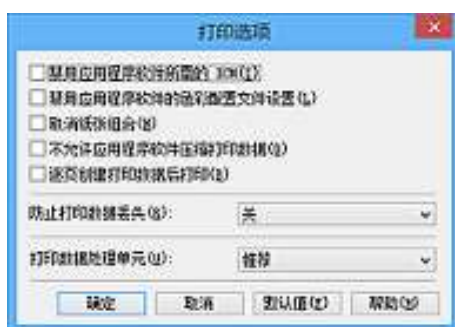 打印选项
禁用应用程序软件所需的 ICM(I)
禁用应用程序软件的色彩配置文件设置(L)
取消纸张组合(N)
不允许应用程序软件压缩打印数据(Q)
逐页创建打印数据后打印(R)
防止打印数据丢失(S):
关
打印数据处理单元(U):
推荐
确定 取消 默认值(F) 帮助(V)